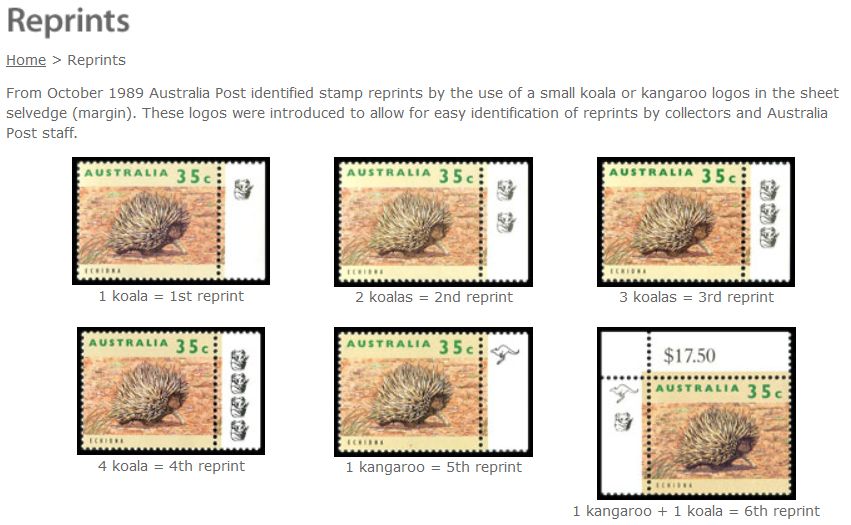 Reprints
Home > Reprints
From October 1989 Australia Post identified stamp reprints by the use of a small koala or kangaroo logos in the sheet
selvedge (margin). These logos were introduced to allow for easy identification of reprints by collectors and Australia
Post staff.
AUSTRALIA 35c
ECHIDNA
1 koala = 1st reprint
AUSTRALIA 35c
ECHIDNA
2 koalas = 2nd reprint
AUSTRALIA 35c
ECHIDNA
3 koalas = 3rd reprint
AUSTRALIA 35c
ECHIDNA
4 koala = 4th reprint
AUSTRALIA 35c
ECHIDNA
1 kangaroo = 5th reprint
$17.50
AUSTRALIA 35c
ECHIDNA
1 kangaroo + 1 koala = 6th reprint